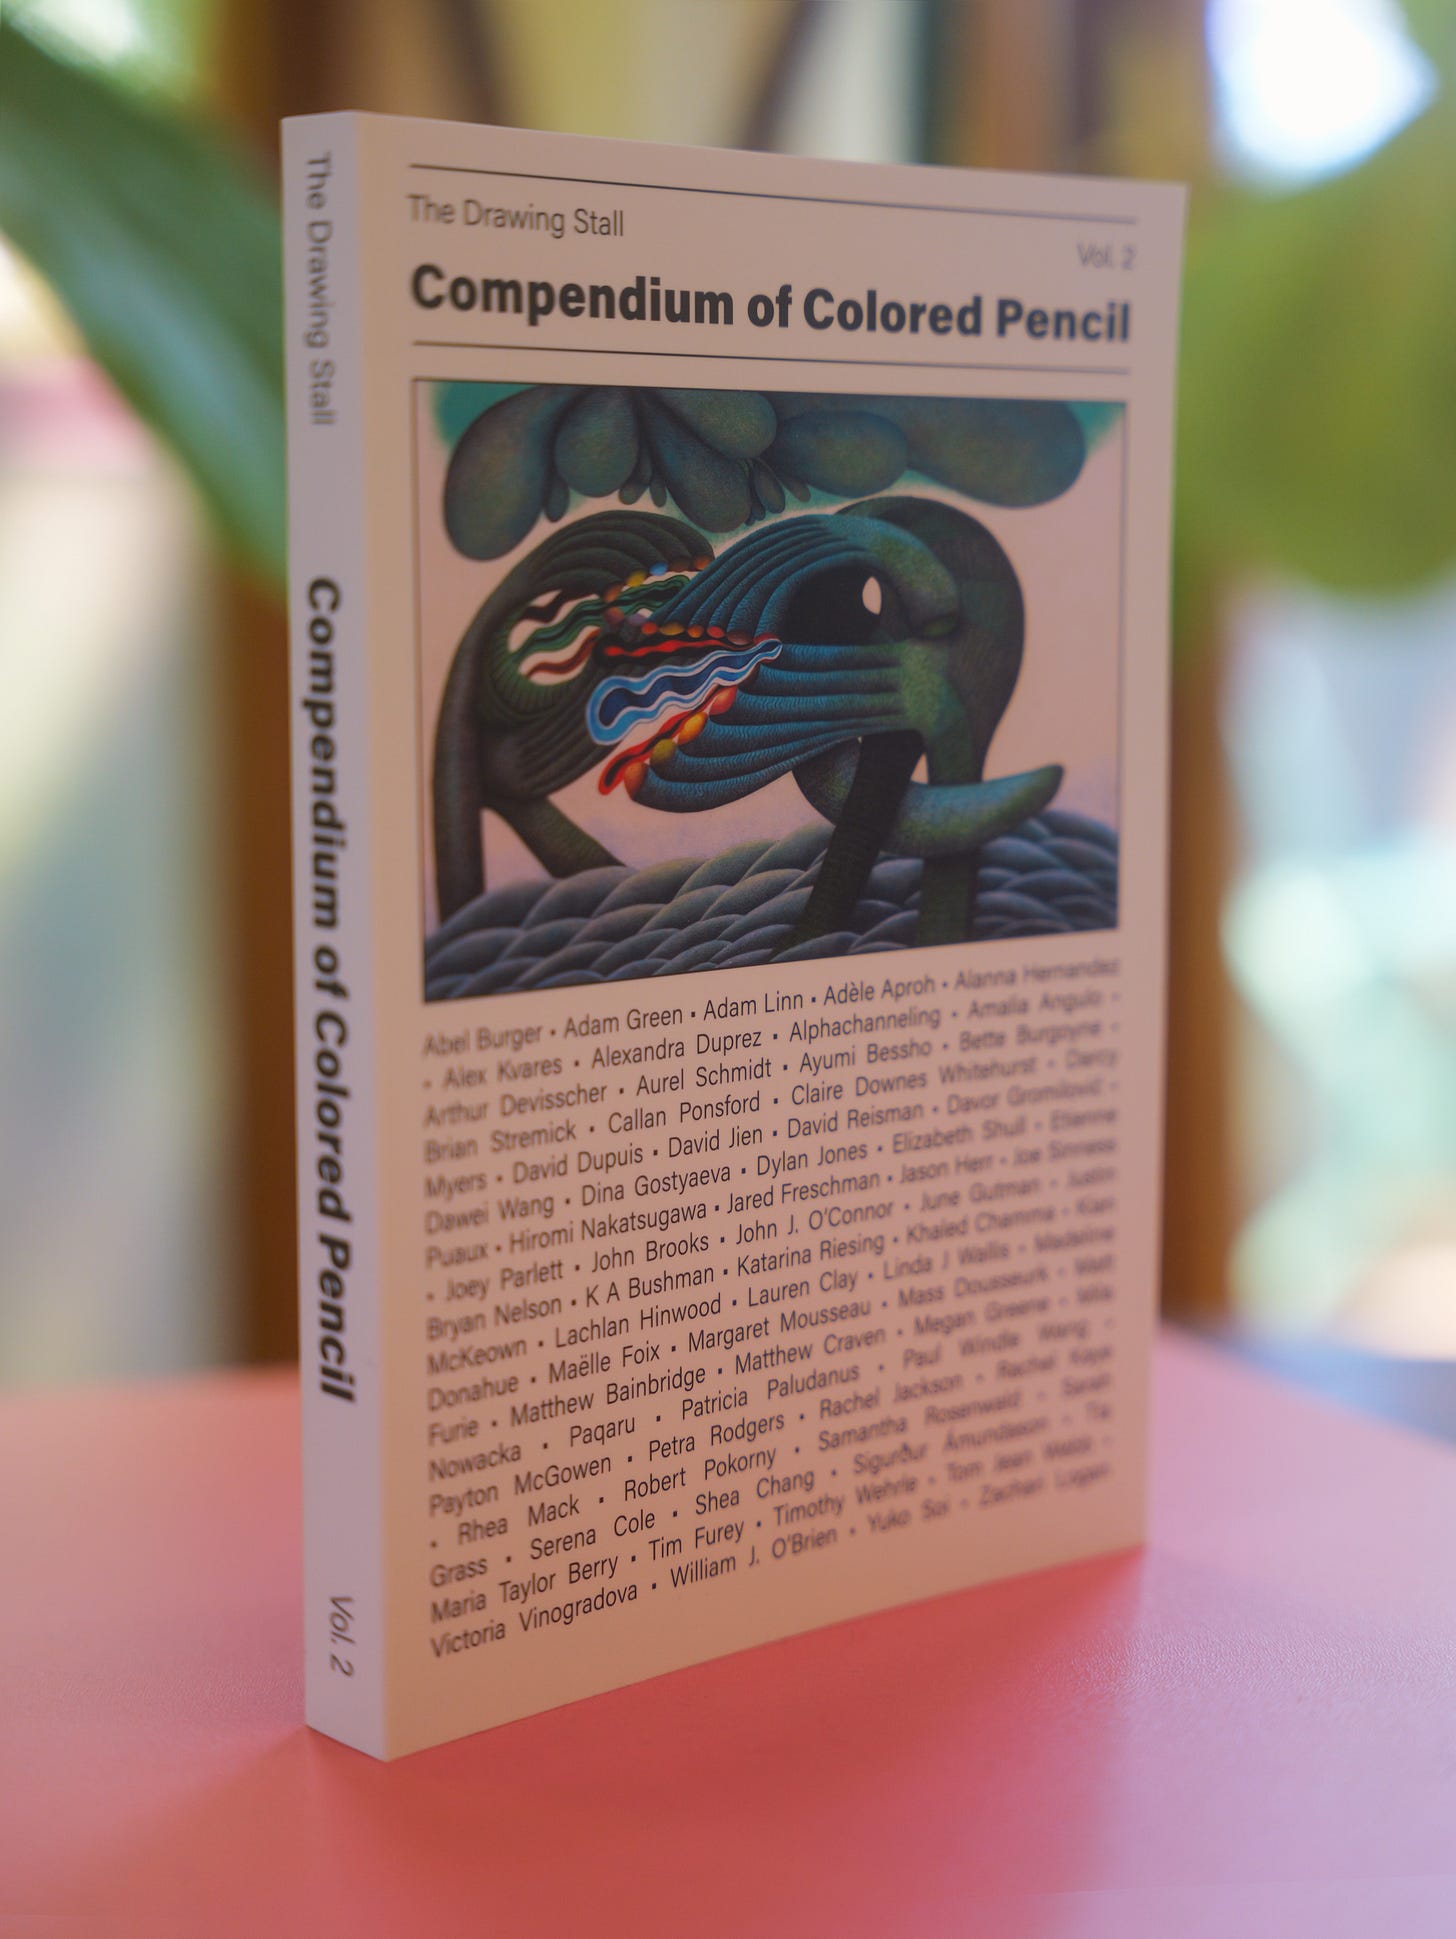 The Drawing Stall
Compendium of Colored Pencil
Vol. 2
The Drawing Stall
Vol. 2
Compendium of Colored Pencil
Abel Burger • Adam Green • Adam Linn • Adèle Aproh • Alanna Hernandez
• Alex Kvares • Alexandra Duprez • Alphachanneling • Amalia Angulo •
Arthur Devisscher • Aurel Schmidt • Ayumi Bessho • Bette Burgoyne •
Brian Stremick • Callan Ponsford • Claire Downes Whitehurst • Darcy
Myers • David Dupuis • David Jien • David Reisman • Davor Gromilović •
Dawei Wang • Dina Gostyaeva • Dylan Jones • Elizabeth Shull • Etienne
Puaux • Hiromi Nakatsugawa • Jared Freschman • Jason Herr • Joe Sinness
• Joey Parlett • John Brooks • John J. O'Connor • June Gutman • Justin
Bryan Nelson • K A Bushman • Katarina Riesing • Khaled Chamma • Kiani
McKeown • Lachlan Hinwood • Lauren Clay • Linda J Wallis • Madeline
Donahue • Maëlle Foix • Margaret Mousseau • Mass Dousseurk • Matt
Furie • Matthew Bainbridge • Matthew Craven • Megan Greene • Mila
Nowacka • Paqaru • Patricia Paludanus • Paul Windle Wang •
Payton McGowen • Petra Rodgers • Rachel Jackson • Rachel Kaye
• Rhea Mack • Robert Pokorny • Samantha Rosenwald • Sarah
Grass • Serena Cole • Shea Chang • Sigurður Ámundason • Tia
Maria Taylor Berry • Tim Furey • Timothy Wehrle • Tom Jean Webb •
Victoria Vinogradova • William J. O'Brien • Yuko Soi • Zachari Logan